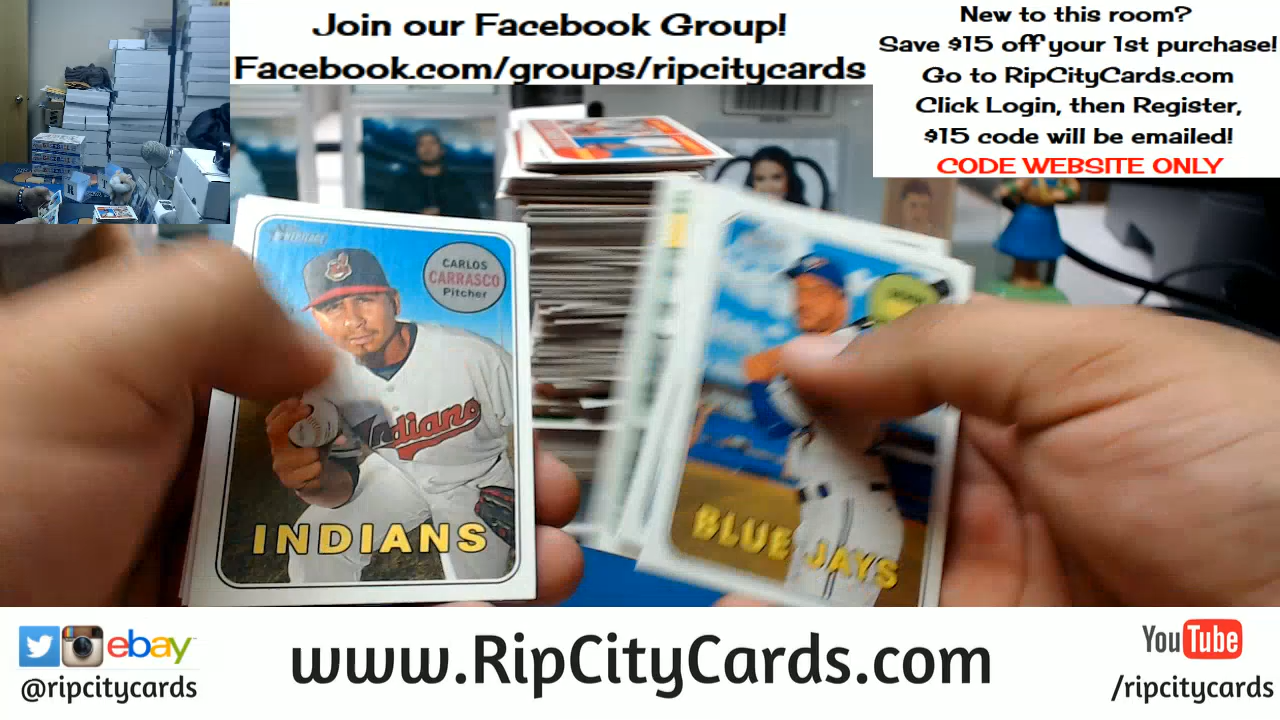 Join our Facebook Group!
Facebook.com/groups/ripcitycards
New to this room?
Save $15 off your 1st purchase!
Go to RipCityCards.com
Click Login, then Register,
$15 code will be emailed!
CODE WEBSITE ONLY
Heritage
CARLOS
CARRASCO
Pitcher
Indians
INDIANS
BLUE JAYS
ebay
@ripcitycards
www.RipCityCards.com
YouTube
/ripcitycards